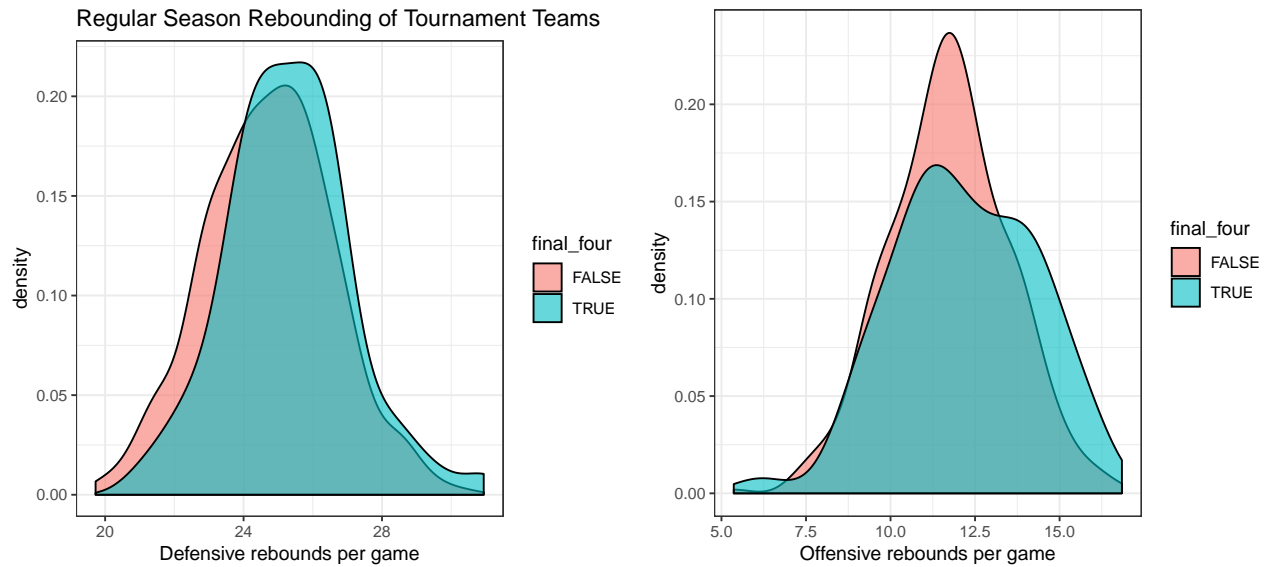 Regular Season Rebounding of Tournament Teams
density
0.20
0.15
0.10
0.05
0.00
20
24
28
Defensive rebounds per game
final_four
FALSE
TRUE
density
0.20
0.15
0.10
0.05
0.00
5.0
7.5
10.0
12.5
15.0
Offensive rebounds per game
final_four
FALSE
TRUE